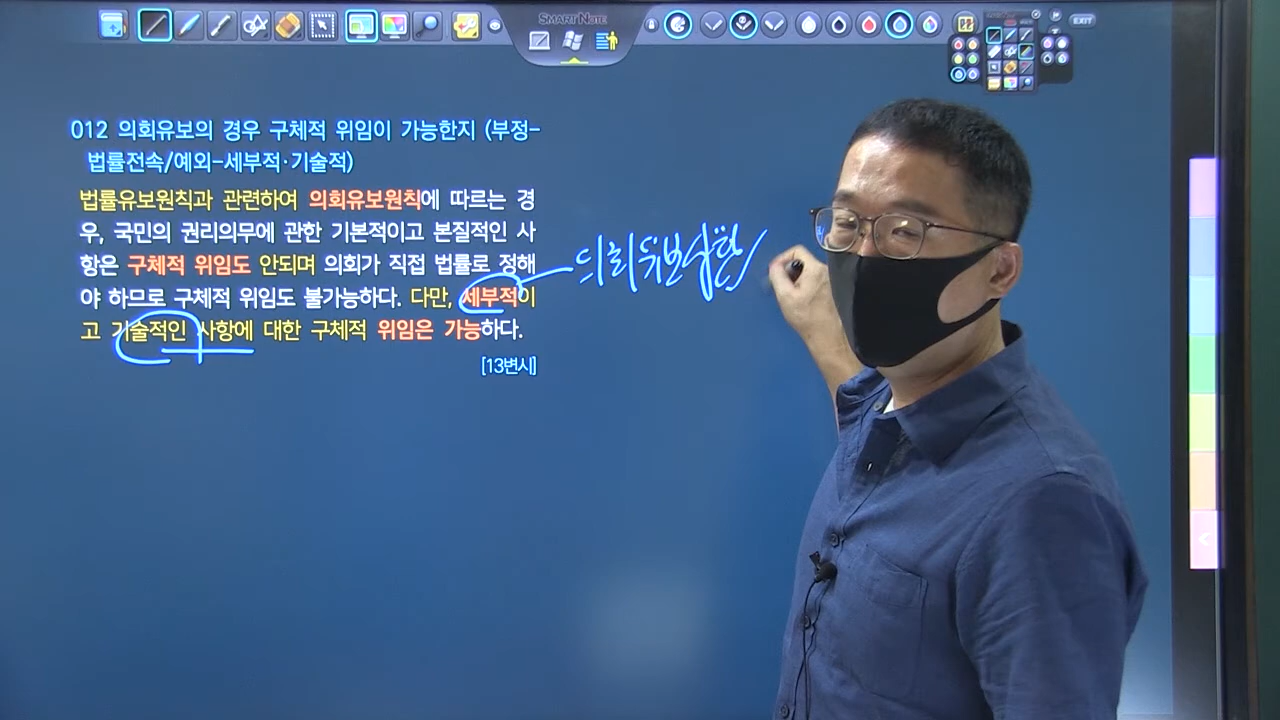 SMART NOTE
EXIT
012 의회유보의 경우 구체적 위임이 가능한지 (부정-
법률전속/예외-세부적·기술적)
법률유보원칙과 관련하여 의회유보원칙에 따르는 경
우, 국민의 권리의무에 관한 기본적이고 본질적인 사
항은 구체적 위임도 안되며 의회가 직접 법률로 정해
야 하므로 구체적 위임도 불가능하다. 다만, 세부적이
고 기술적인 사항에 대한 구체적 위임은 가능하다.
[13변시]
의회유보사항